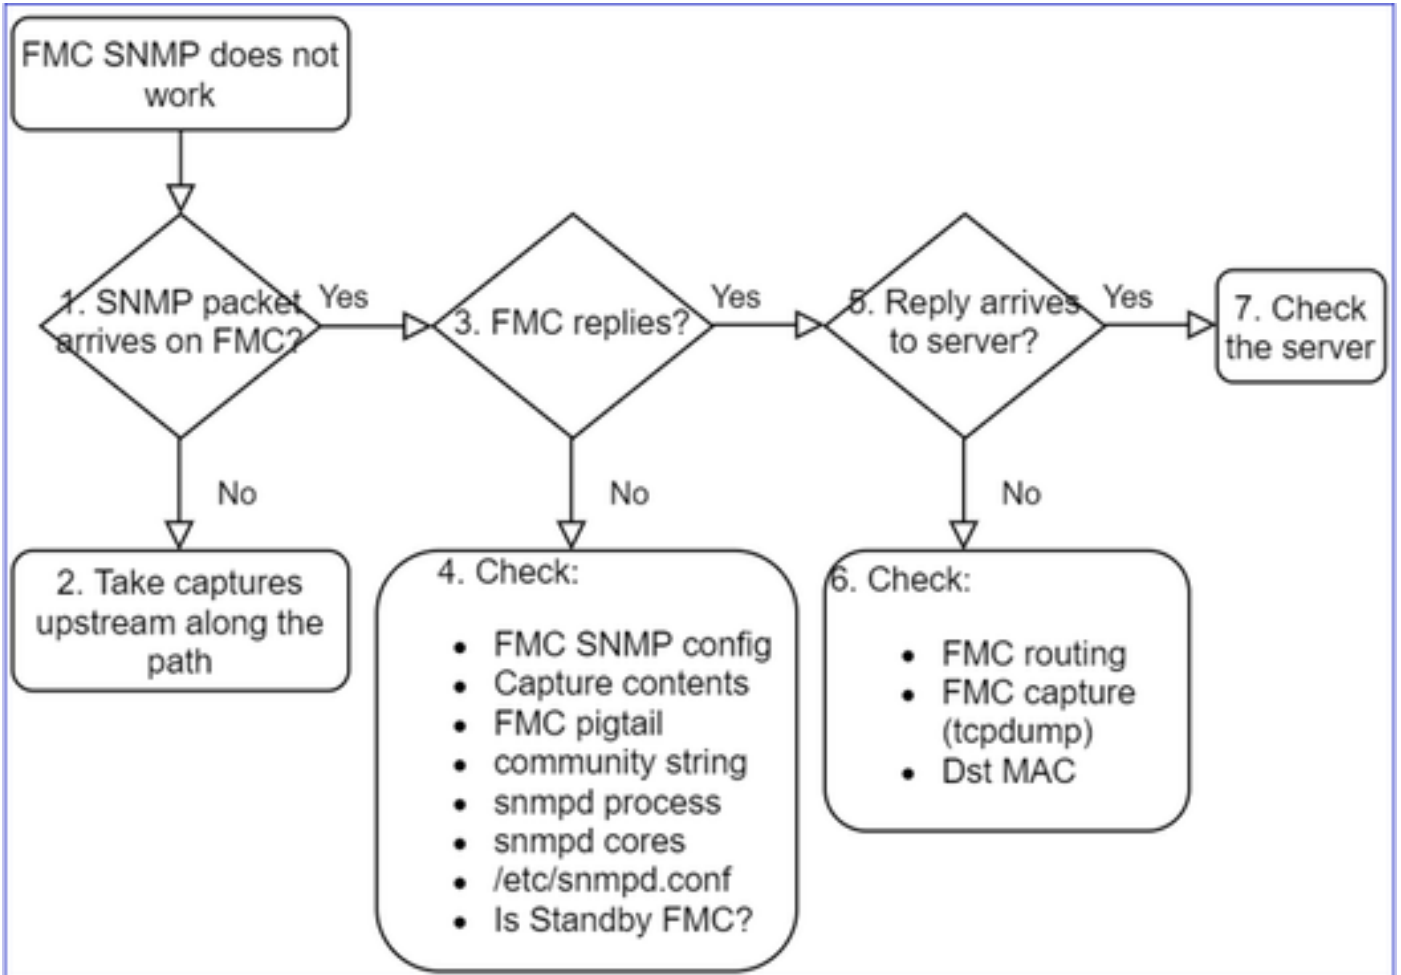 FMC SNMP does not
work
1. SNMP packet
arrives on FMC?
Yes
3. FMC replies?
Yes
5. Reply arrives
to server?
Yes
7. Check
the server
No
No
No
2. Take captures
upstream along the
path
4. Check:
• FMC SNMP config
• Capture contents
• FMC pigtail
• community string
• snmpd process
• snmpd cores
• /etc/snmpd.conf
• Is Standby FMC?
6. Check:
• FMC routing
• FMC capture
(tcpdump)
• Dst MAC